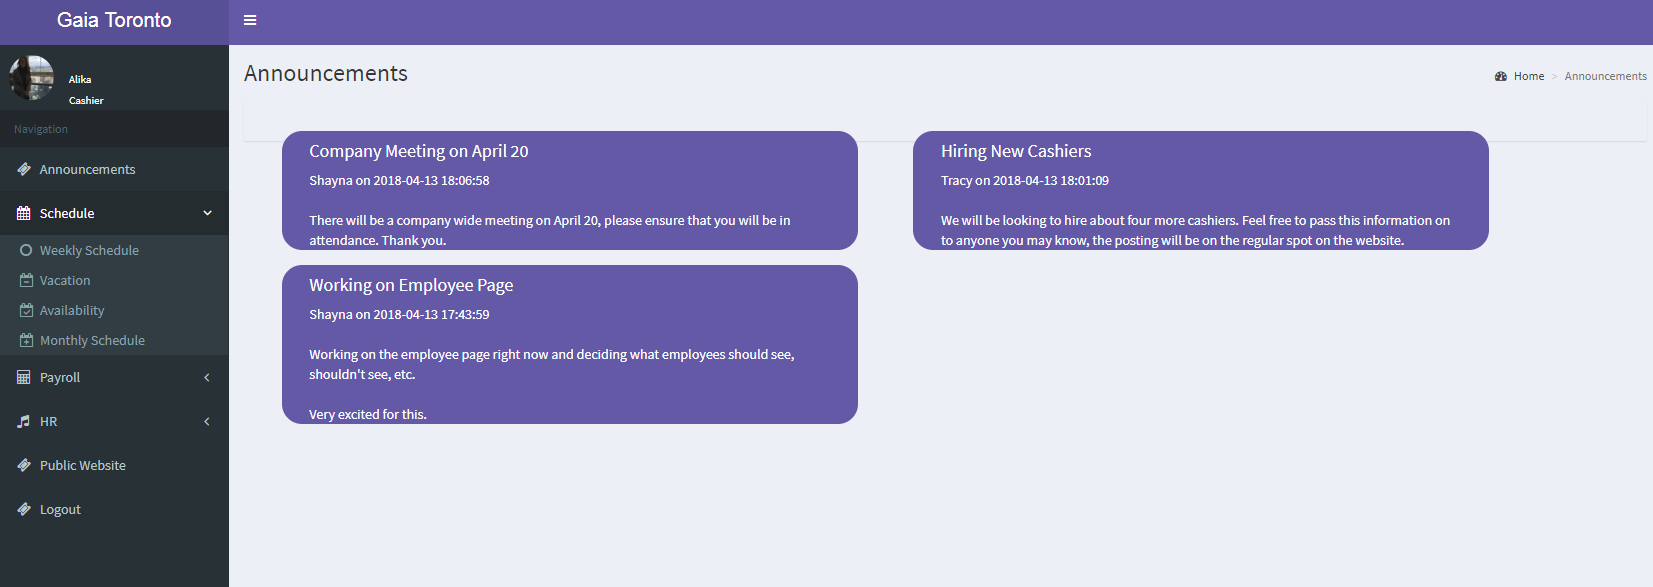 Gaia Toronto
Alika
Cashier
Navigation
Announcements
Schedule
Weekly Schedule
Vacation
Availability
Monthly Schedule
Payroll
HR
Public Website
Logout
Announcements
Home > Announcements
Company Meeting on April 20
Shayna on 2018-04-13 18:06:58
There will be a company wide meeting on April 20, please ensure that you will be in
attendance. Thank you.
Hiring New Cashiers
Tracy on 2018-04-13 18:01:09
We will be looking to hire about four more cashiers. Feel free to pass this information on
to anyone you may know, the posting will be on the regular spot on the website.
Working on Employee Page
Shayna on 2018-04-13 17:43:59
Working on the employee page right now and deciding what employees should see,
shouldn't see, etc.
Very excited for this.